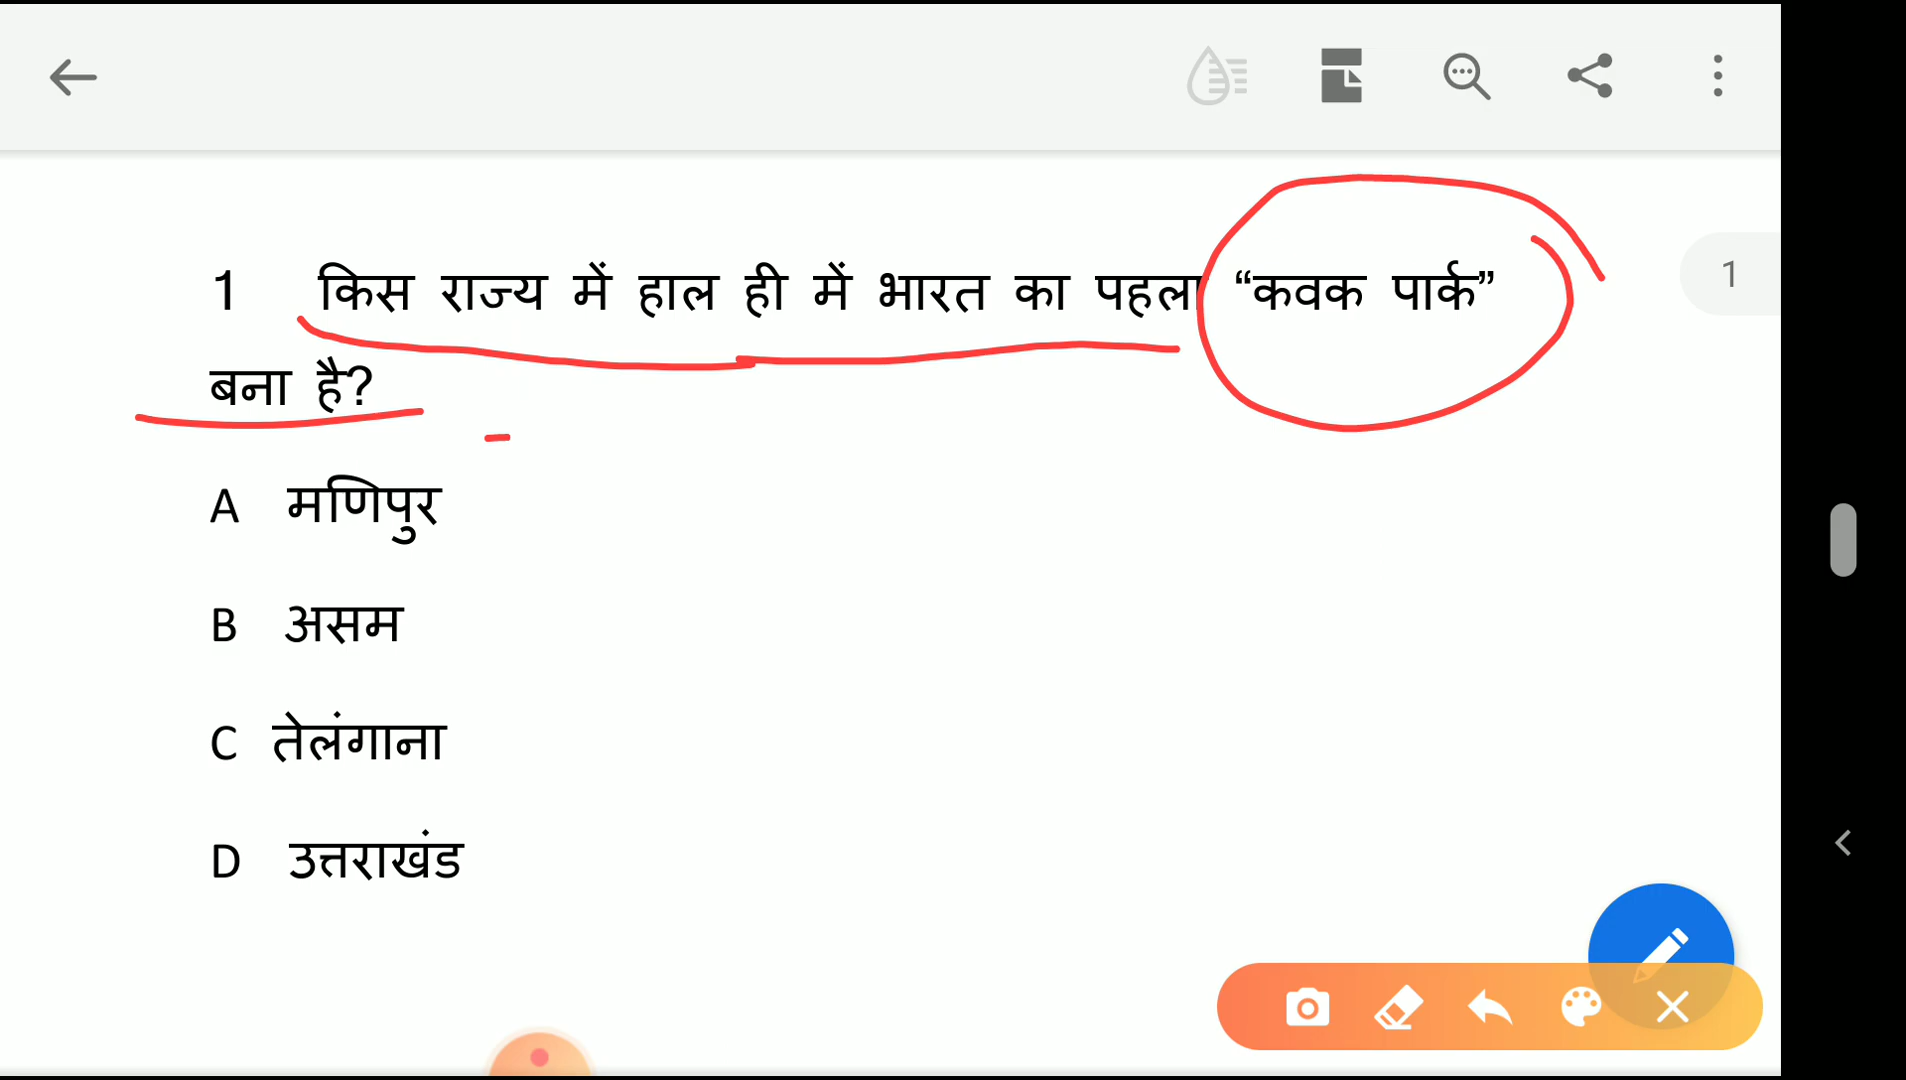 1 किस राज्य में हाल ही में भारत का पहला “कवक पार्क”
बना है?
A मणिपुर
B असम
C तेलंगाना
D उत्तराखंड
1